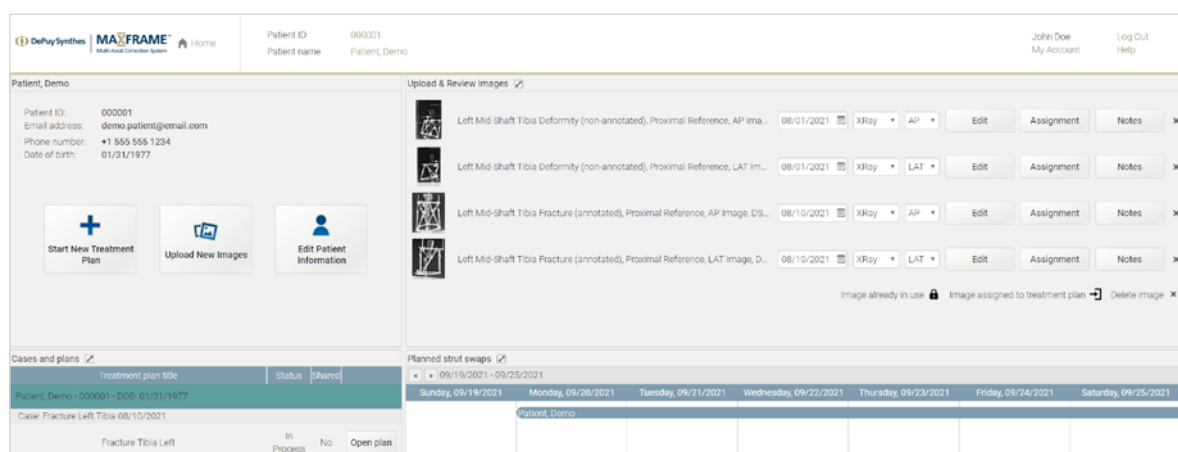 DePuySynthes
MAXFRAME™
Multi-Axial Correction System
Home
Patient ID 000001
Patient name Patient, Demo
John Doe
My Account
Log Out
Help
Patient, Demo
Patient ID: 000001
Email address: demo.patient@email.com
Phone number: +1 555 555 1234
Date of birth: 01/31/1977
Start New Treatment
Plan
Upload New Images
Edit Patient
Information
Upload & Review Images
Left Mid-Shaft Tibia Deformity (non-annotated), Proximal Reference, AP Ima... 08/01/2021 XRay AP Edit Assignment Notes ×
Left Mid-Shaft Tibia Deformity (non-annotated), Proximal Reference, LAT Im... 08/01/2021 XRay LAT Edit Assignment Notes ×
Left Mid-Shaft Tibia Fracture (annotated), Proximal Reference, AP Image, DS... 08/10/2021 XRay AP Edit Assignment Notes ×
Left Mid-Shaft Tibia Fracture (annotated), Proximal Reference, LAT Image, D... 08/10/2021 XRay LAT Edit Assignment Notes ×
Image already in use Image assigned to treatment plan Delete image ×
Cases and plans
Treatment plan title Status Shared
Patient, Demo - 000001 - DOB: 01/31/1977
Case: Fracture Left Tibia 08/10/2021
Fracture Tibia Left In Process No Open plan
Planned strut swaps
09/19/2021 - 09/25/2021
Sunday, 09/19/2021 Monday, 09/20/2021 Tuesday, 09/21/2021 Wednesday, 09/22/2021 Thursday, 09/23/2021 Friday, 09/24/2021 Saturday, 09/25/2021
Patient, Demo